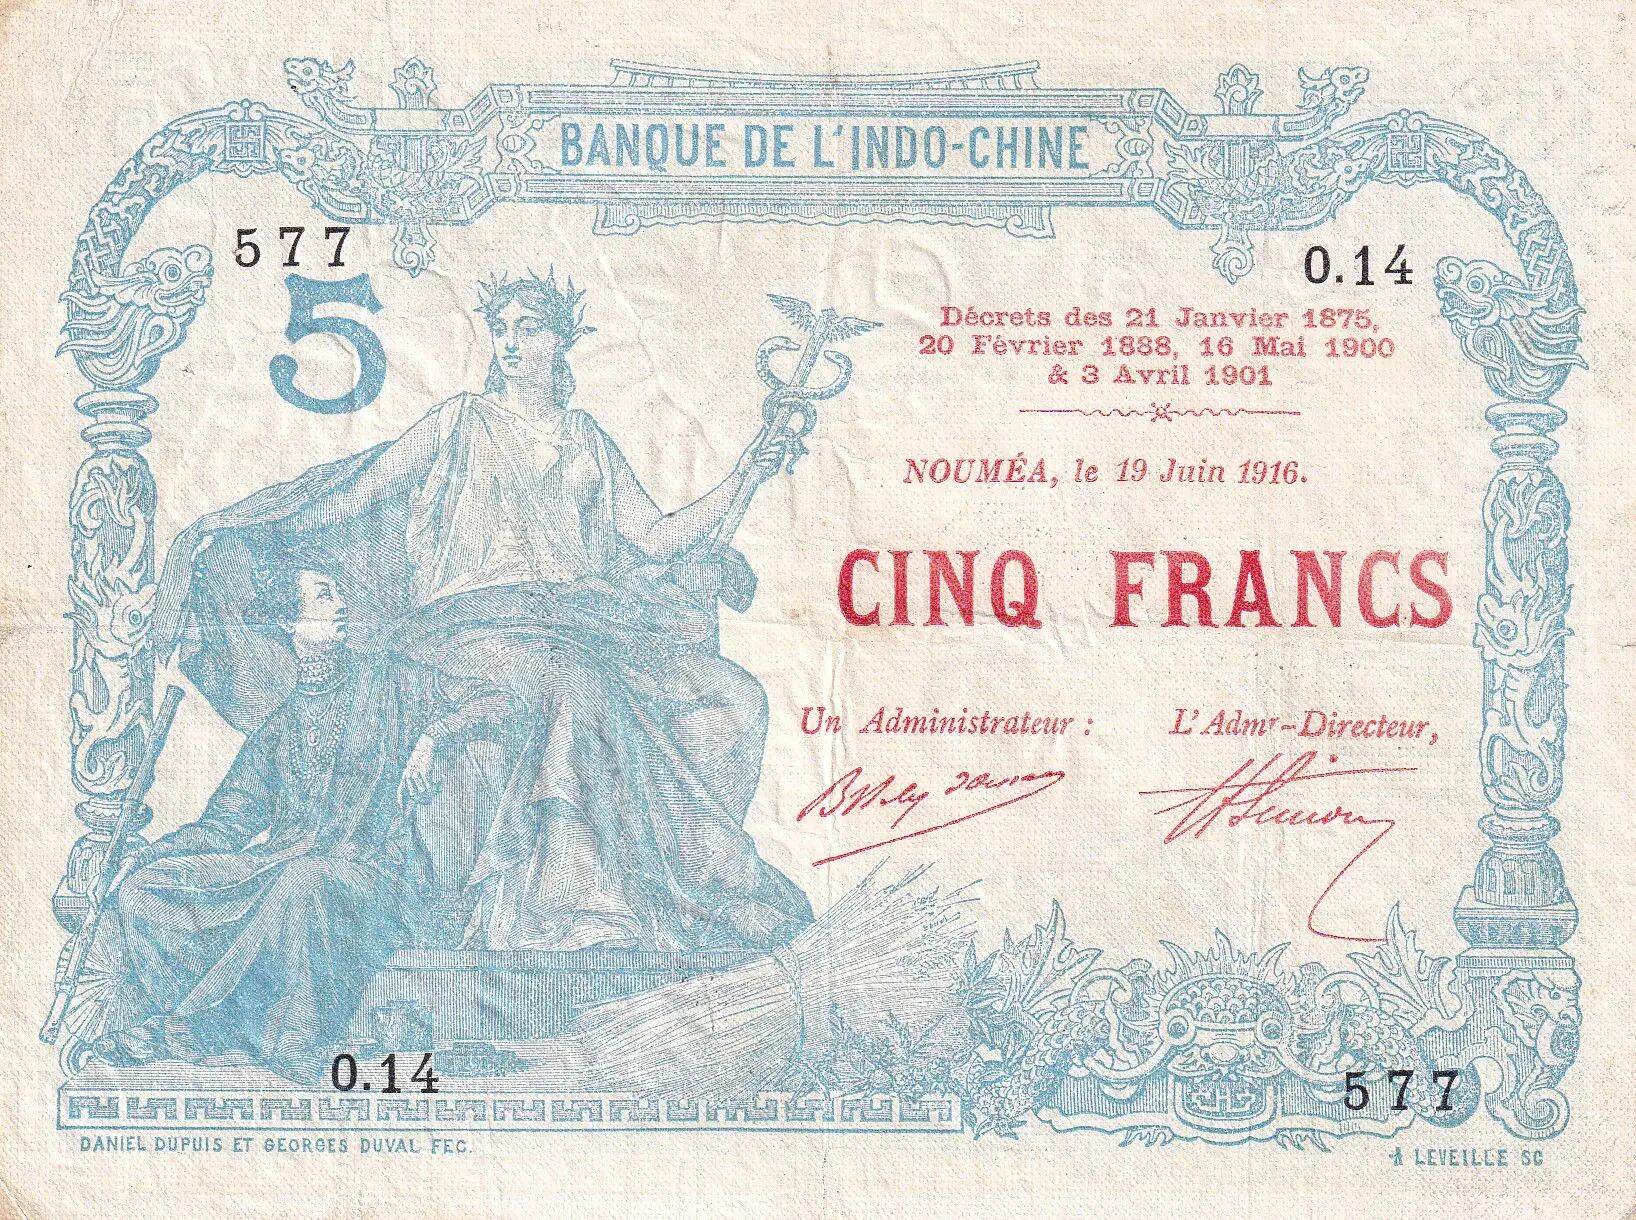 BANQUE DE L'INDO-CHINE
577
0.14
5
Décrets des 21 Janvier 1875,
20 Février 1888, 16 Mai 1900
& 3 Avril 1901
NOUMÉA, le 19 Juin 1916.
CINQ FRANCS
Un Administrateur : L'Admr-Directeur,
0.14
577
DANIEL DUPUIS ET GEORGES DUVAL FEC.
A LEVEILLE SC